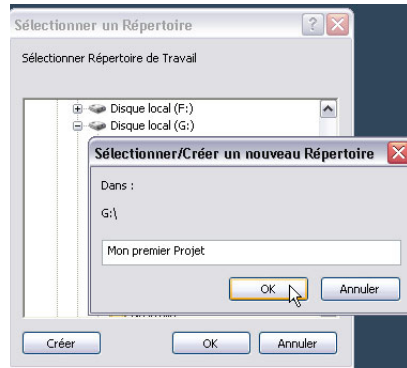 Sélectionner un Répertoire
Sélectionner Répertoire de Travail
Disque local (F:)
Disque local (G:)
Sélectionner/Créer un nouveau Répertoire
Dans :
G:\
Mon premier Projet
OK
Annuler
Créer
OK
Annuler